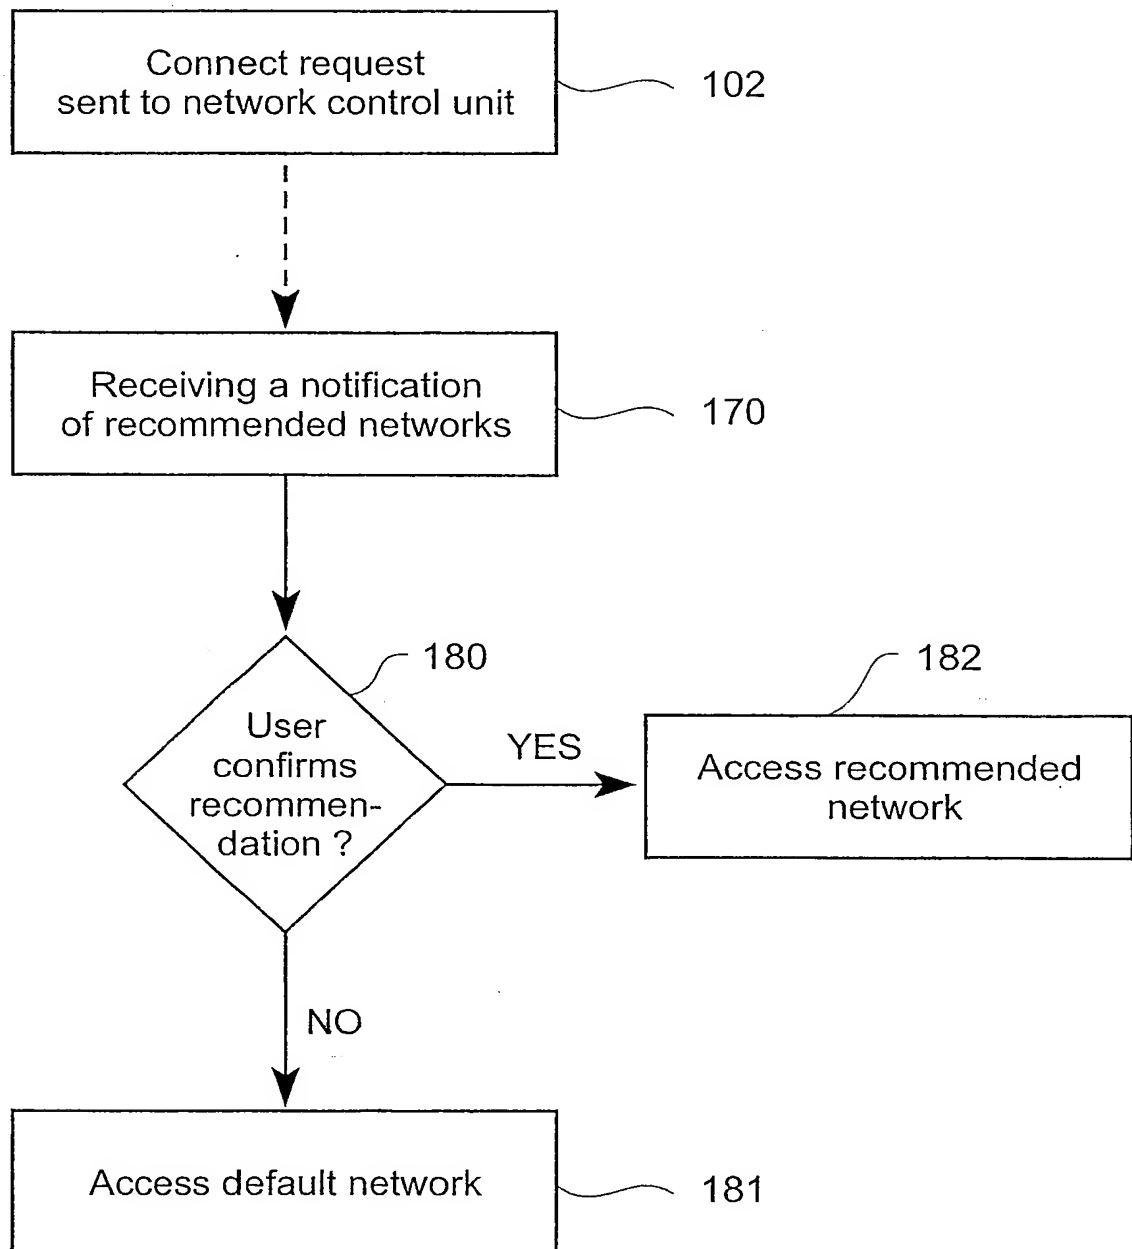 Connect request
sent to network control unit
102
Receiving a notification
of recommended networks
170
180
User
confirms
recommen-
dation ?
YES
182
Access recommended
network
NO
Access default network
181